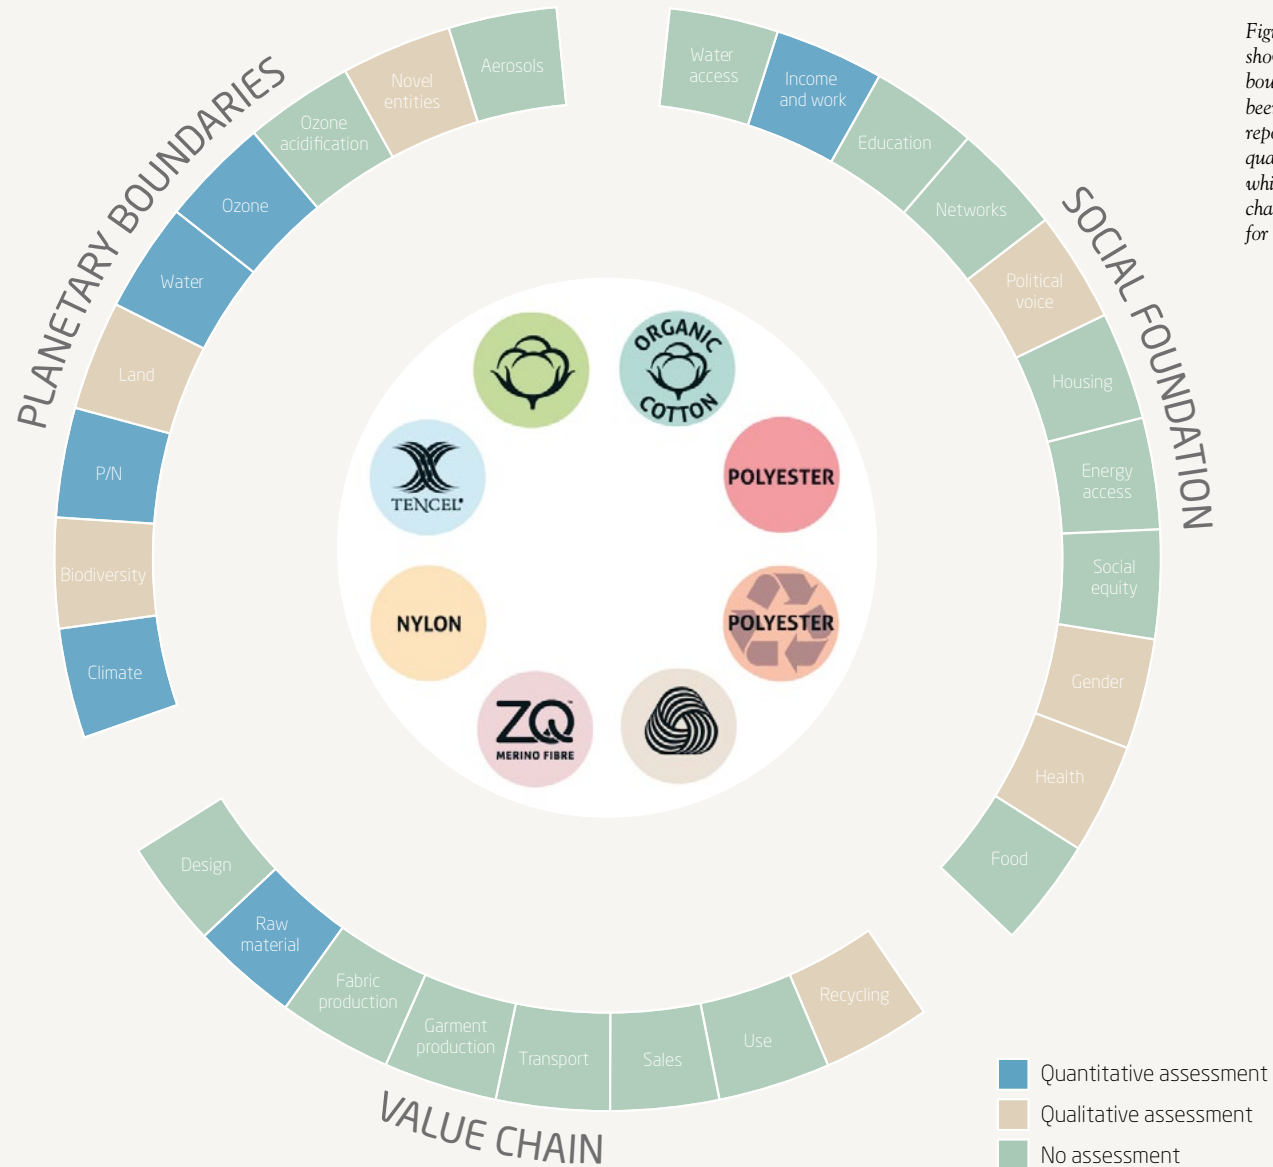 PLANETARY BOUNDARIES
Aerosols
Novel
entities
Ozone
acidification
Ozone
Water
Land
P/N
Biodiversity
Climate
SOCIAL FOUNDATION
Water
access
Income
and work
Education
Networks
Political
voice
Housing
Energy
access
Social
equity
Gender
Health
Food
VALUE CHAIN
Design
Raw
material
Fabric
production
Garment
production
Transport
Sales
Use
Recycling
ORGANIC
COTTON
TENCEL®
POLYESTER
NYLON
POLYESTER
ZQ™
MERINO FIBRE
Quantitative assessment
Qualitative assessment
No assessment
for